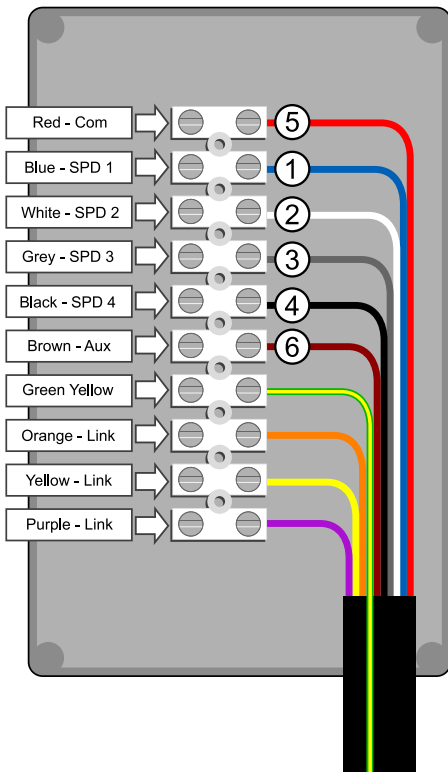 Red - Com
5
Blue - SPD 1
1
White - SPD 2
2
Grey - SPD 3
3
Black - SPD 4
4
Brown - Aux
6
Green Yellow
Orange - Link
Yellow - Link
Purple - Link